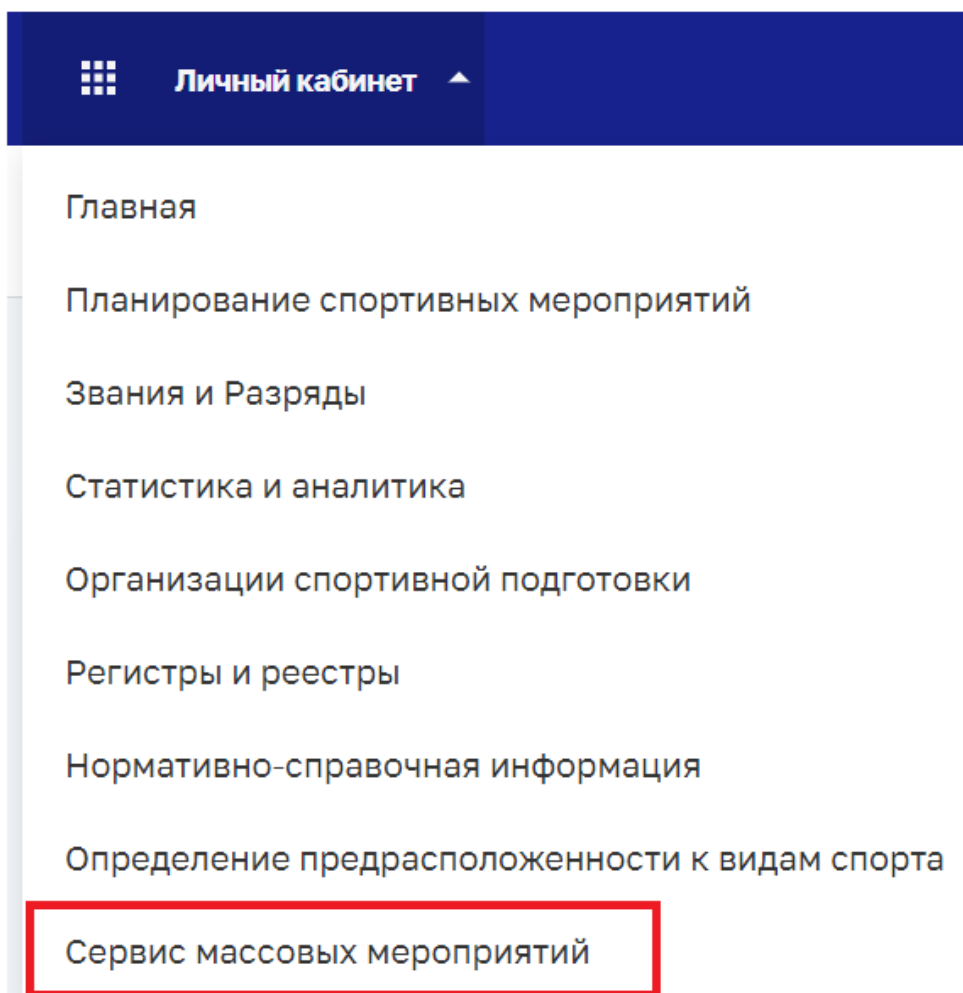 Личный кабинет
Главная
Планирование спортивных мероприятий
Звания и Разряды
Статистика и аналитика
Организации спортивной подготовки
Регистры и реестры
Нормативно-справочная информация
Определение предрасположенности к видам спорта
Сервис массовых мероприятий